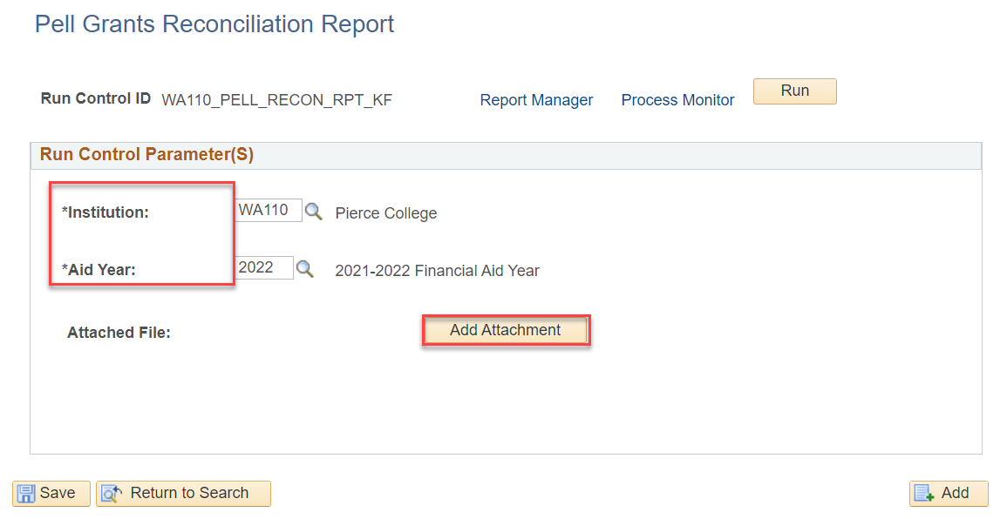 Pell Grants Reconciliation Report
Run Control ID WA110_PELL_RECON_RPT_KF Report Manager Process Monitor Run
Run Control Parameter(S)
*Institution: WA110 Pierce College
*Aid Year: 2022 2021-2022 Financial Aid Year
Attached File: Add Attachment
Save Return to Search Add